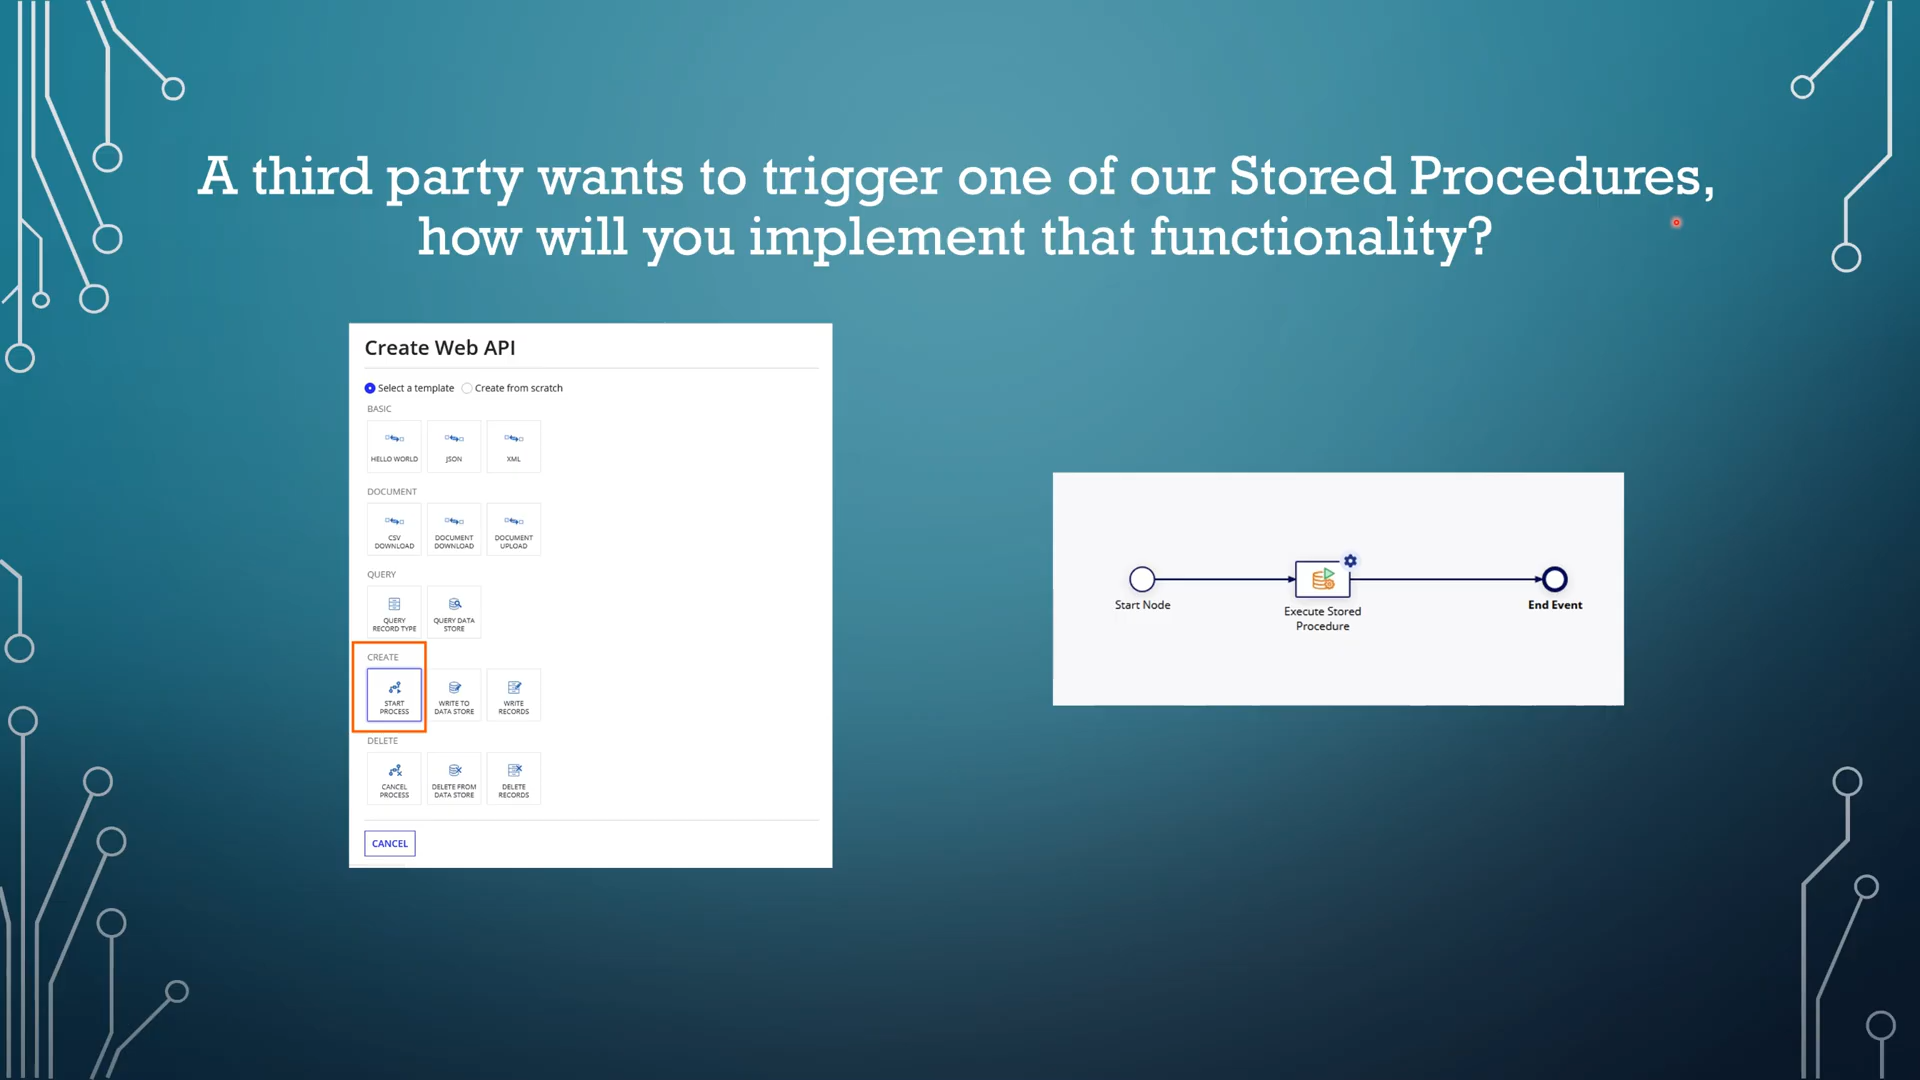 A third party wants to trigger one of our Stored Procedures,
how will you implement that functionality?
Create Web API
Select a template Create from scratch
BASIC
HELLO WORLD JSON XML
DOCUMENT
CSV DOCUMENT DOCUMENT
DOWNLOAD DOWNLOAD UPLOAD
QUERY
QUERY QUERY DATA
RECORD TYPE STORE
CREATE
START WRITE TO WRITE
PROCESS DATA STORE RECORDS
DELETE
CANCEL DELETE FROM DELETE
PROCESS DATA STORE RECORDS
CANCEL
Start Node
Execute Stored
Procedure
End Event